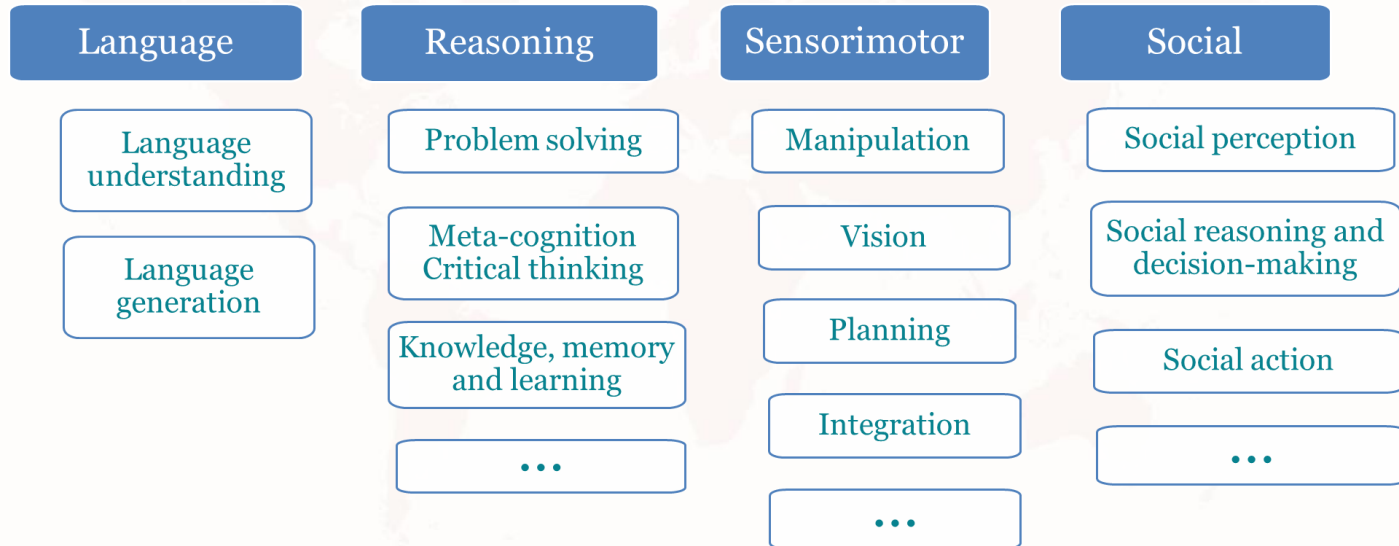 Language
Language
understanding
Language
generation
Reasoning
Problem solving
Meta-cognition
Critical thinking
Knowledge, memory
and learning
...
Sensorimotor
Manipulation
Vision
Planning
Integration
...
Social
Social perception
Social reasoning and
decision-making
Social action
...